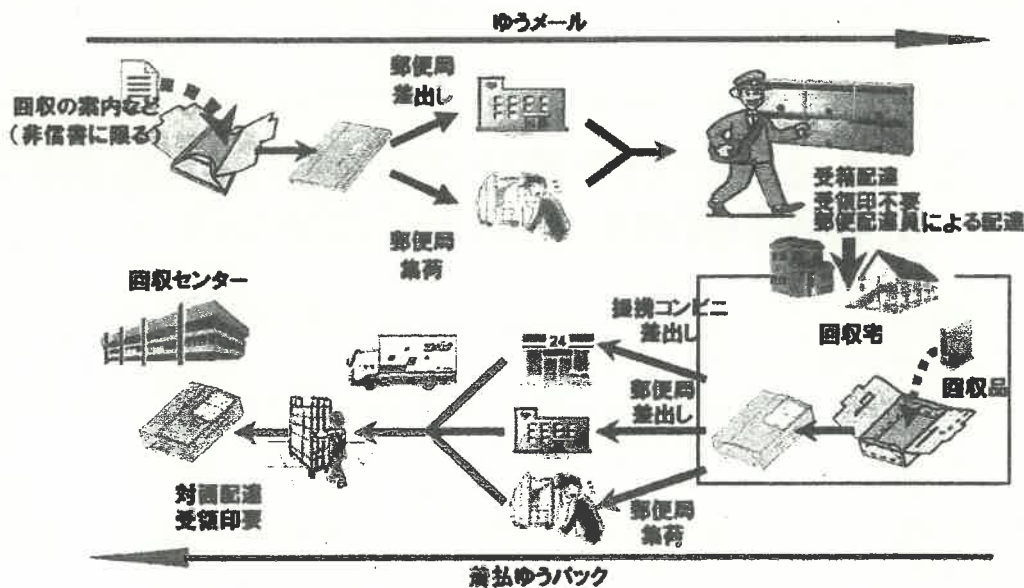 ゆうメール
郵便局
差出し
回収の案内など
(非信書に限る)
郵便局
集荷
受箱配達
受領印不要
郵便配達員による配達
回収センター
提携コンビニ
差出し
24
回収宅
回収品
郵便局
差出し
郵便局
集荷
対面配達
受領印要
着払ゆうパック